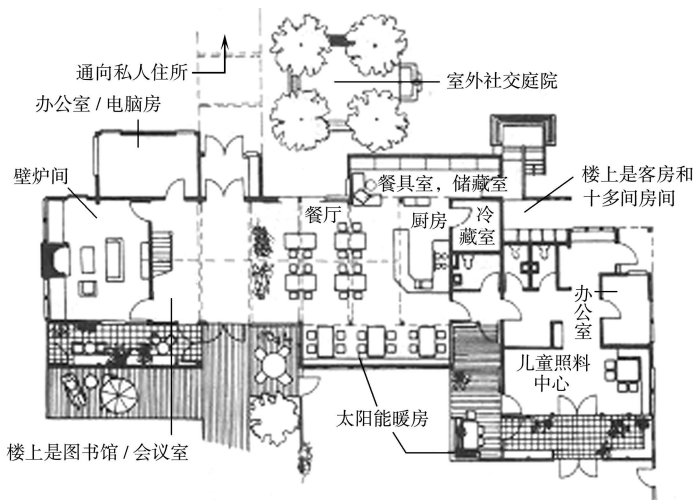 通向私人住所
室外社交庭院
办公室/电脑房
壁炉间
餐具室，储藏室
楼上是客房和
十多间房间
餐厅
厨房
冷
藏室
办
公
室
儿童照料
中心
太阳能暖房
楼上是图书馆/会议室